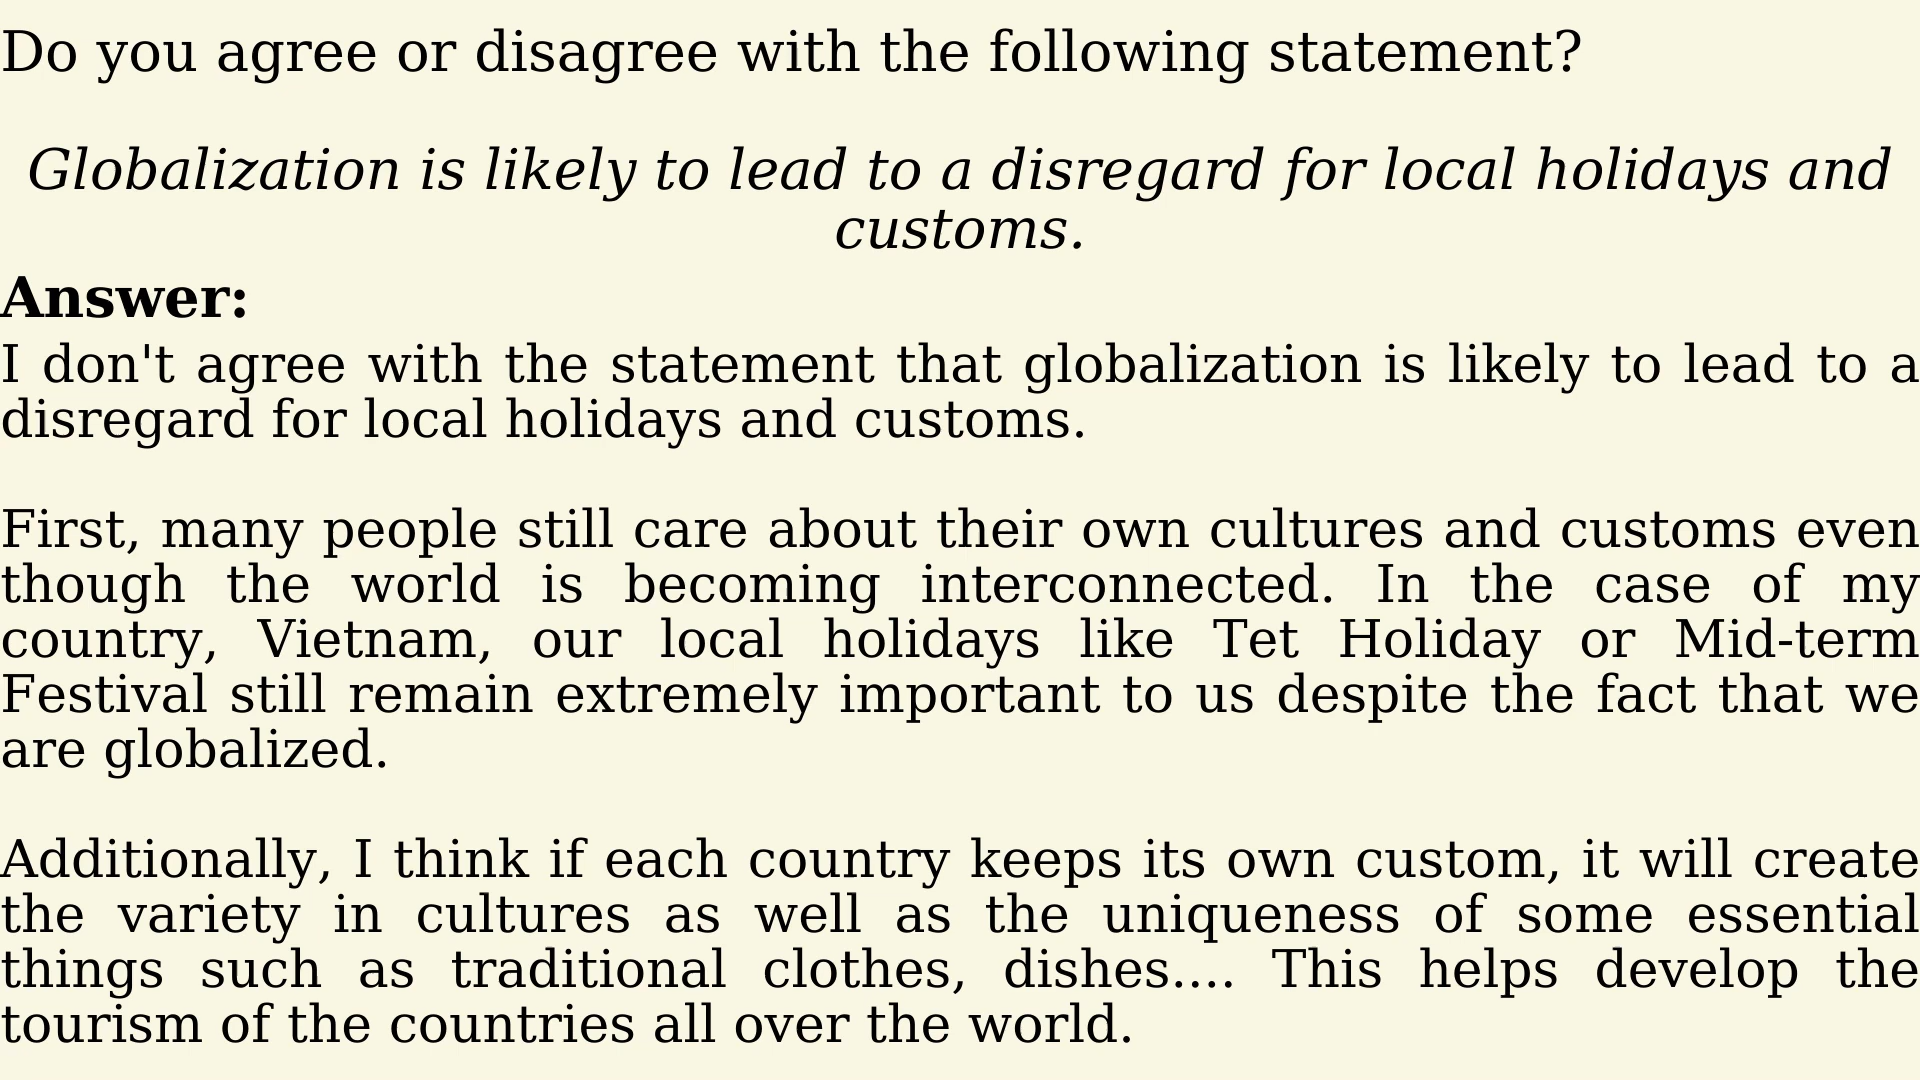 Do you agree or disagree with the following statement?
Globalization is likely to lead to a disregard for local holidays and
customs.
Answer:
I don't agree with the statement that globalization is likely to lead to a
disregard for local holidays and customs.
First, many people still care about their own cultures and customs even
though the world is becoming interconnected. In the case of my
country, Vietnam, our local holidays like Tet Holiday or Mid-term
Festival still remain extremely important to us despite the fact that we
are globalized.
Additionally, I think if each country keeps its own custom, it will create
the variety in cultures as well as the uniqueness of some essential
things such as traditional clothes, dishes.... This helps develop the
tourism of the countries all over the world.